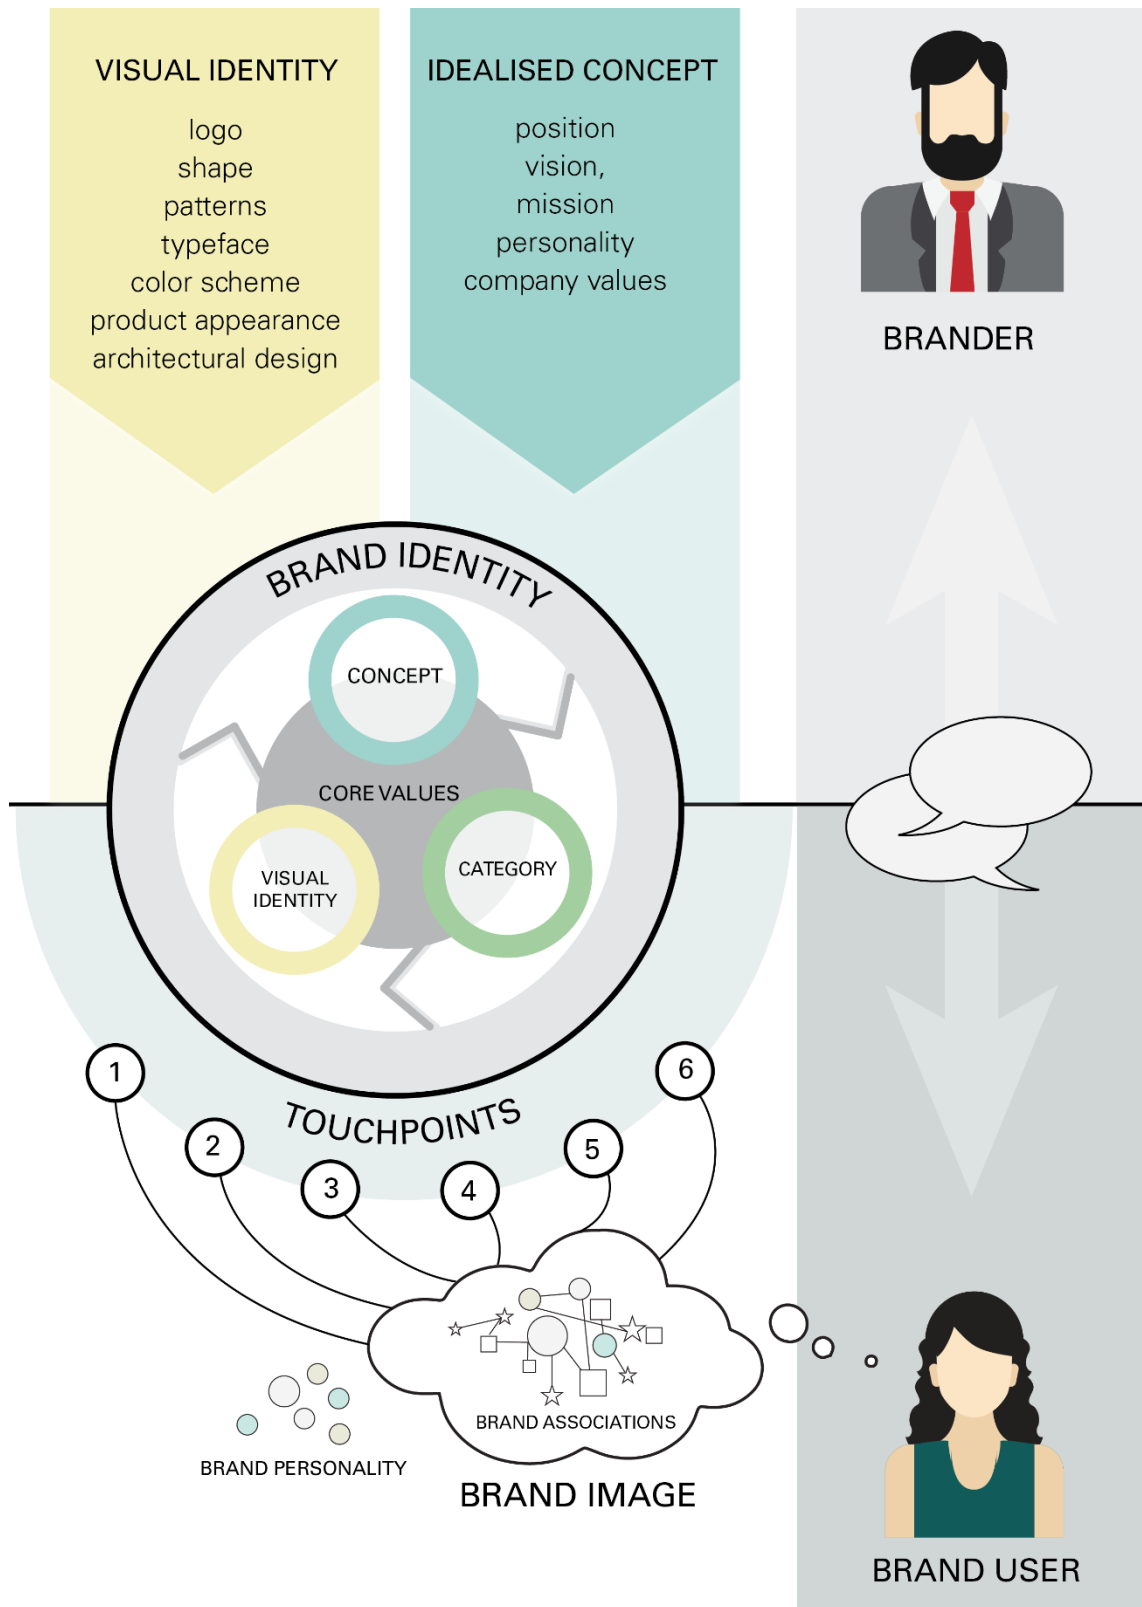 VISUAL IDENTITY
logo
shape
patterns
typeface
color scheme
product appearance
architectural design
IDEALISED CONCEPT
position
vision,
mission
personality
company values
BRANDER
BRAND IDENTITY
CONCEPT
CORE VALUES
VISUAL
IDENTITY
CATEGORY
TOUCHPOINTS
1
2
3
4
5
6
BRAND ASSOCIATIONS
BRAND PERSONALITY
BRAND IMAGE
BRAND USER